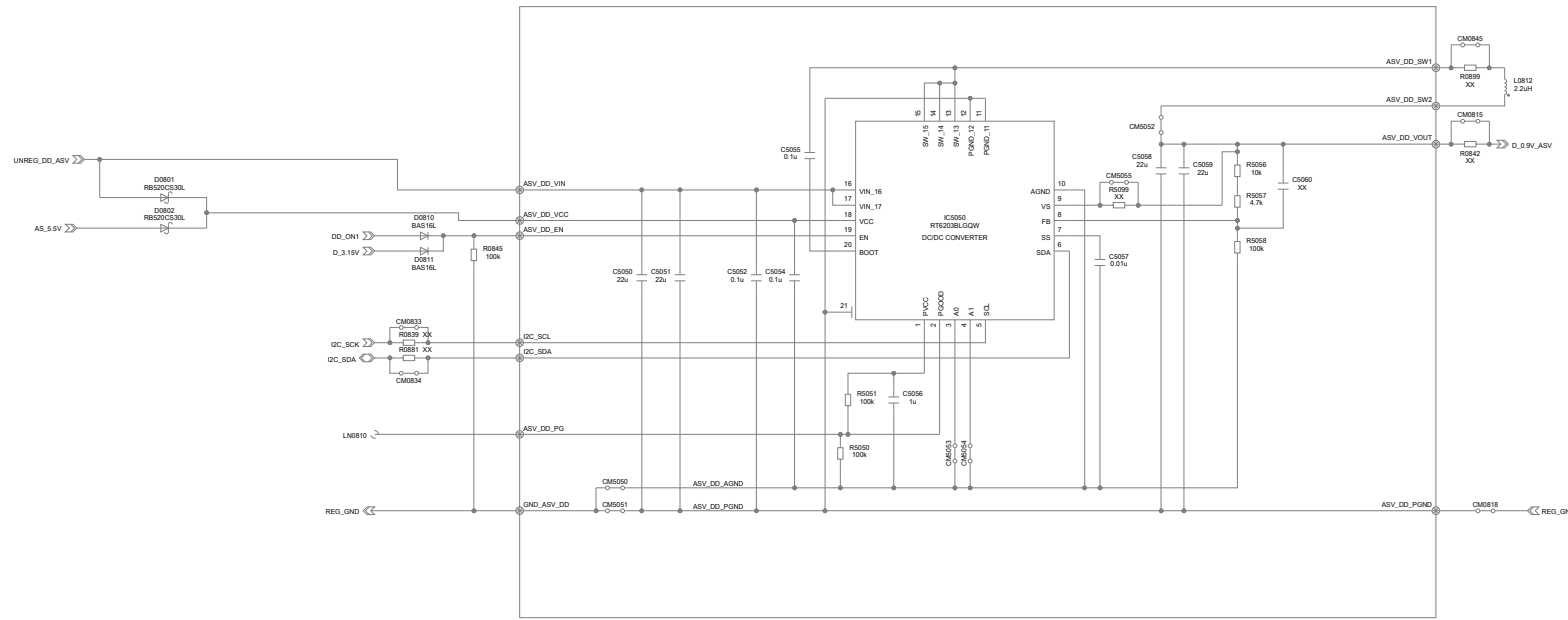 CM0845
ASV_DD_SW1
R0899
XX
L0812
2.2uH
ASV_DD_SW2
CM0815
ASV_DD_VOUT
R0842
XX
D_0.9V_ASV
CM5052
15
14
13
12
11
SW_15
SW_14
SW_13
PGND_12
PGND_11
C5055
0.1u
UNREG_DD_ASV
D0801
RB520CS30L
D0802
RB520CS30L
AS_5.5V
DD_ON1
D_3.15V
D0810
BAS16L
D0811
BAS16L
R0845
100k
ASV_DD_VIN
ASV_DD_VCC
ASV_DD_EN
C5050
22u
C5051
22u
C5052
0.1u
C5054
0.1u
16
VIN_16
17
VIN_17
18
VCC
19
EN
20
BOOT
21
IC5050
RT6203BLGQW
DC/DC CONVERTER
AGND
10
VS
9
FB
8
SS
7
SDA
6
CM5055
R5099
XX
C5057
0.01u
C5058
22u
C5059
22u
R5056
10k
R5057
4.7k
R5058
100k
C5060
XX
PVCC
PGOOD
A0
A1
SCL
1
2
3
4
5
CM0833
R0839 XX
I2C_SCK
R0881 XX
I2C_SDA
CM0834
I2C_SCL
I2C_SDA
R5051
100k
C5056
1u
LN0810
ASV_DD_PG
R5050
100k
CM5053
CM5054
CM5050
ASV_DD_AGND
REG_GND
GND_ASV_DD
CM5051
ASV_DD_PGND
ASV_DD_PGND
CM0818